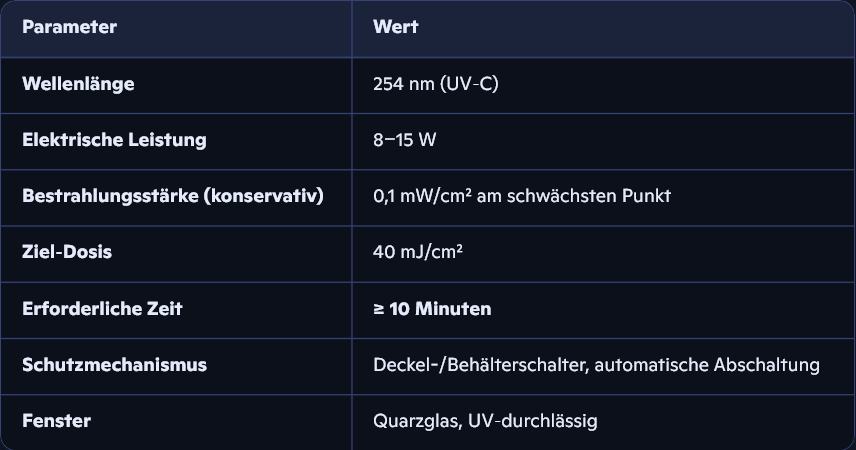 Parameter Wert
Wellenlänge 254 nm (UV-C)
Elektrische Leistung 8–15 W
Bestrahlungsstärke (konservativ) 0,1 mW/cm² am schwächsten Punkt
Ziel-Dosis 40 mJ/cm²
Erforderliche Zeit ≥ 10 Minuten
Schutzmechanismus Deckel-/Behälterschalter, automatische Abschaltung
Fenster Quarzglas, UV-durchlässig